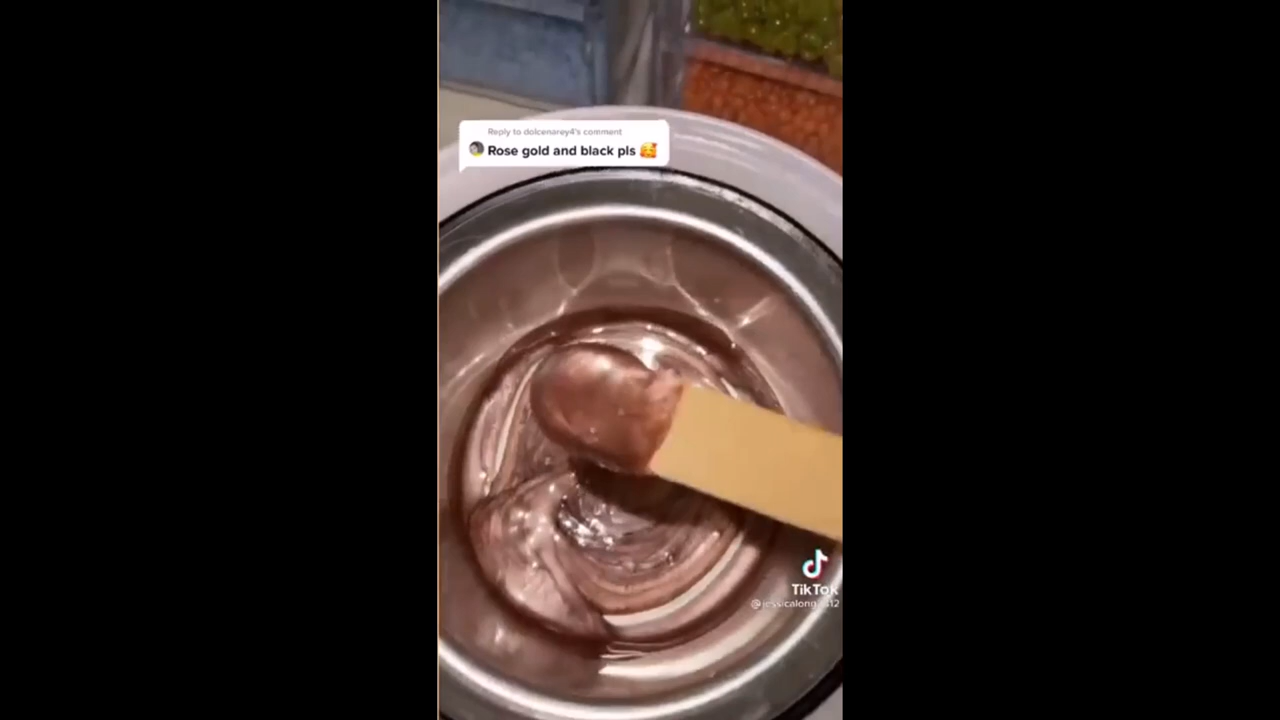 Reply to dolcenarey4's comment
Rose gold and black pls 🥰
TikTok